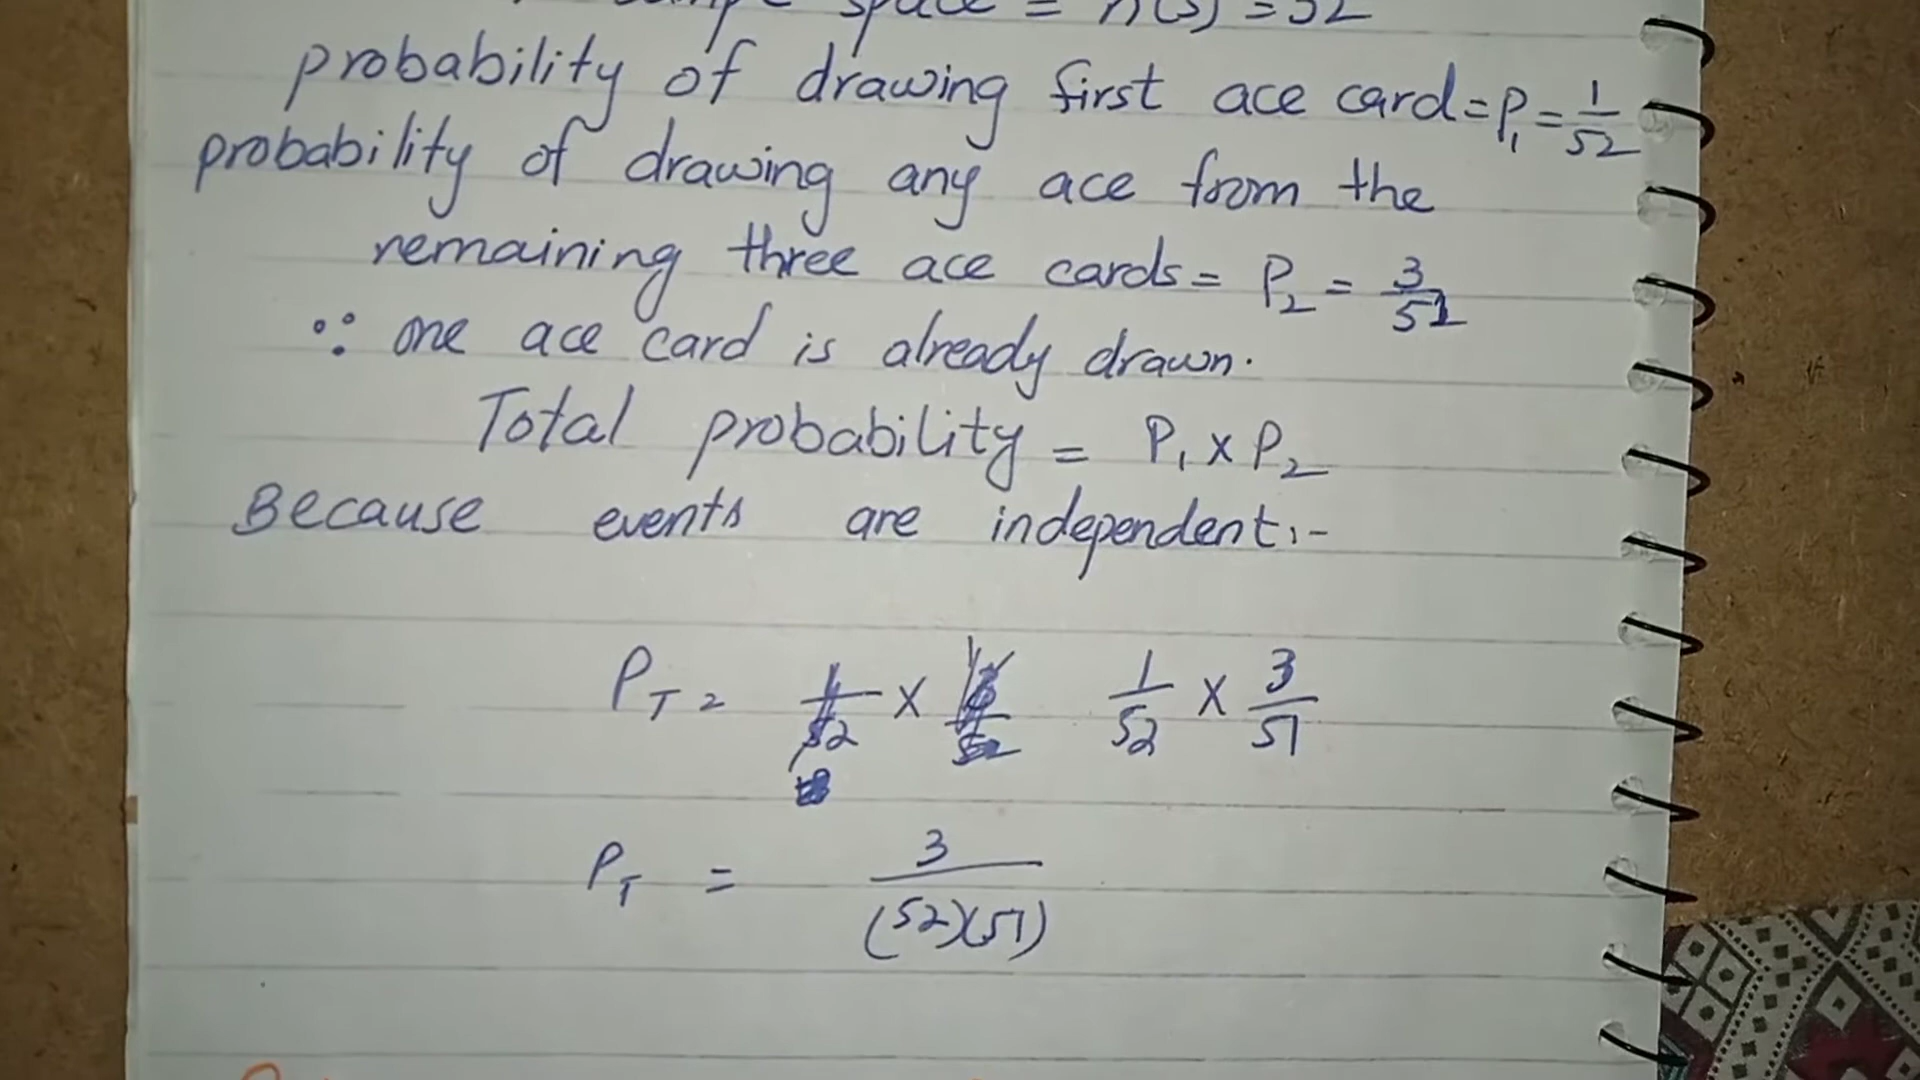 space = n(s) = 52
probability of drawing first ace card = P₁ = 1/52
probability of drawing any ace from the
remaining three ace cards = P₂ = 3/51
∵ one ace card is already drawn.
Total probability = P₁ x P₂
Because events are independent:-
P_T = x 1/52 x 3/51
P_T = 3/(52)(51)